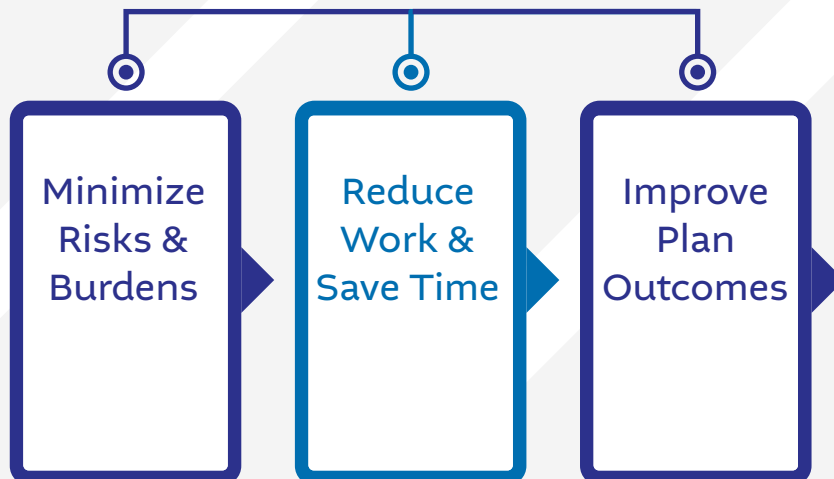 Minimize
Risks &
Burdens
Reduce
Work &
Save Time
Improve
Plan
Outcomes